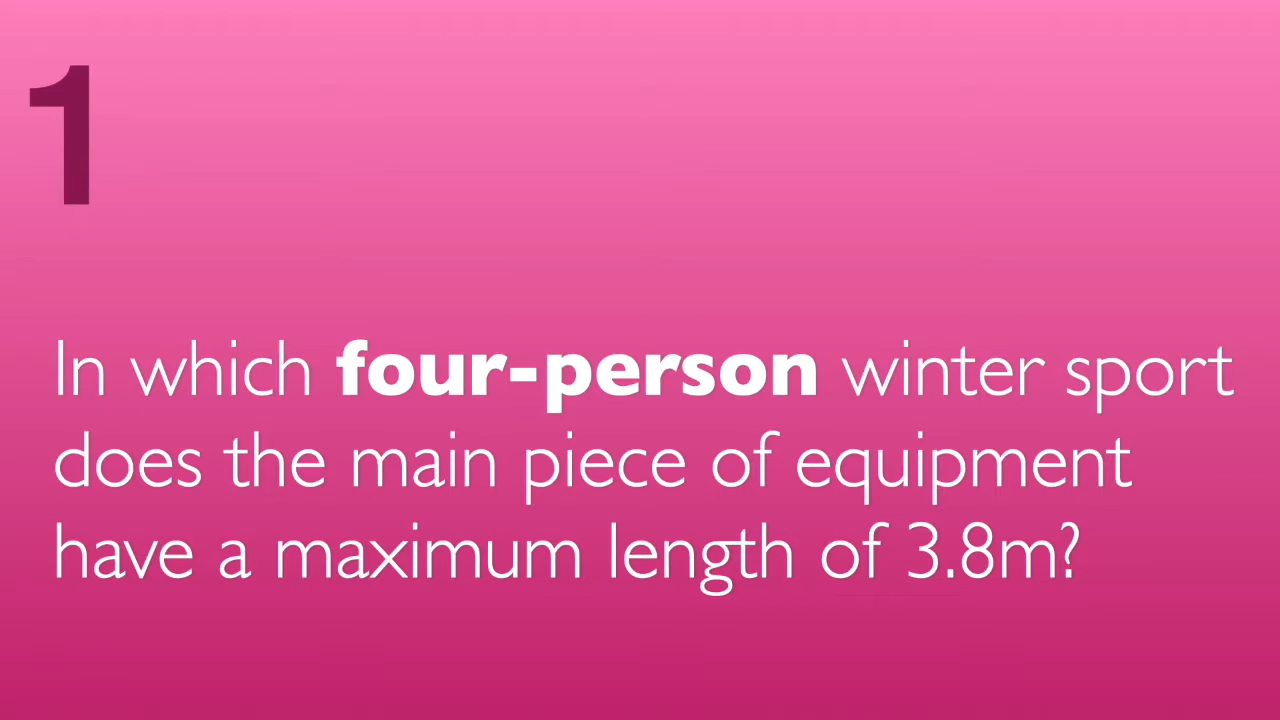 1
In which four-person winter sport
does the main piece of equipment
have a maximum length of 3.8m?